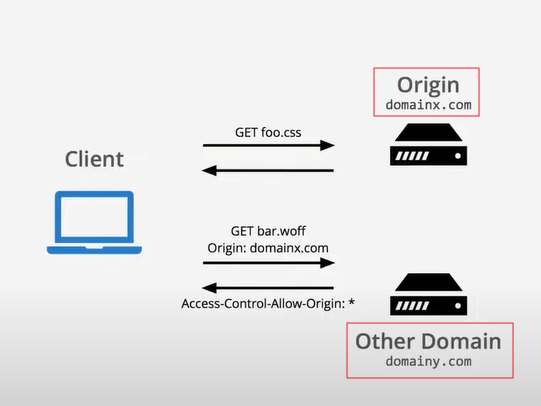 Origin
domainx.com
GET foo.css
Client
GET bar.woff
Origin: domainx.com
Access-Control-Allow-Origin: *
Other Domain
domainy.com